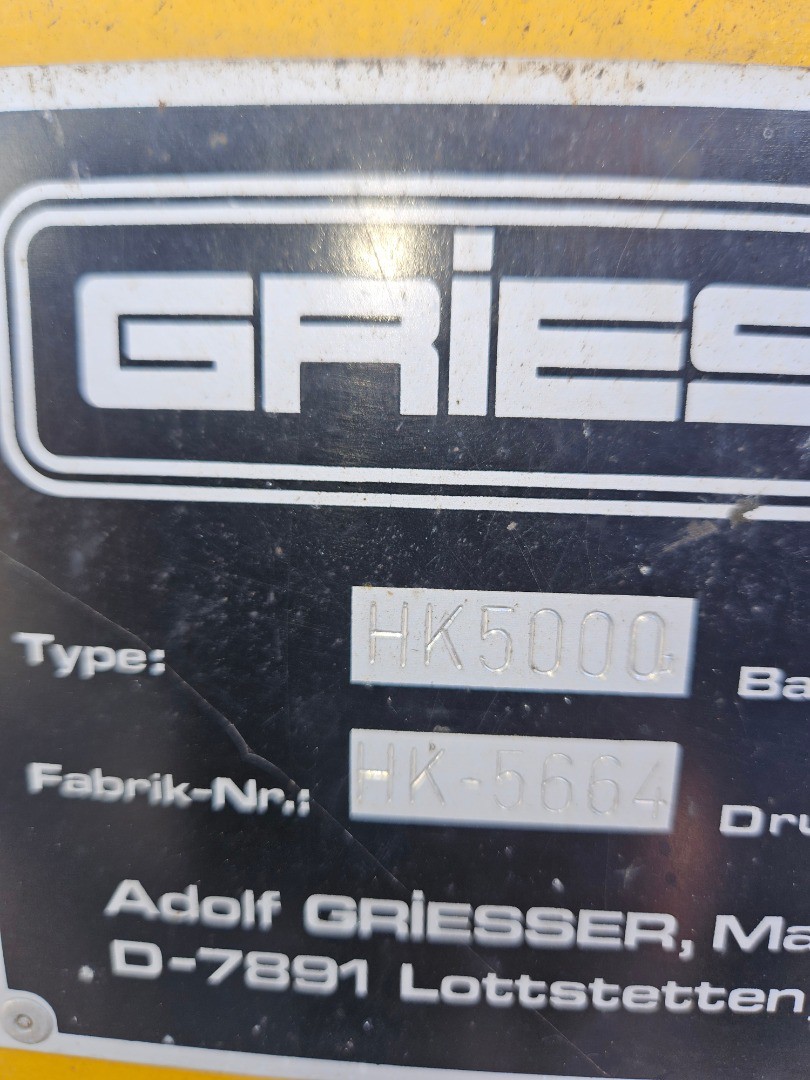 GRiES
Type: HK5000 Ba
Fabrik-Nr.: HK-5664 Dru
Adolf GRiESSER, Ma
D-7891 Lottstetten,